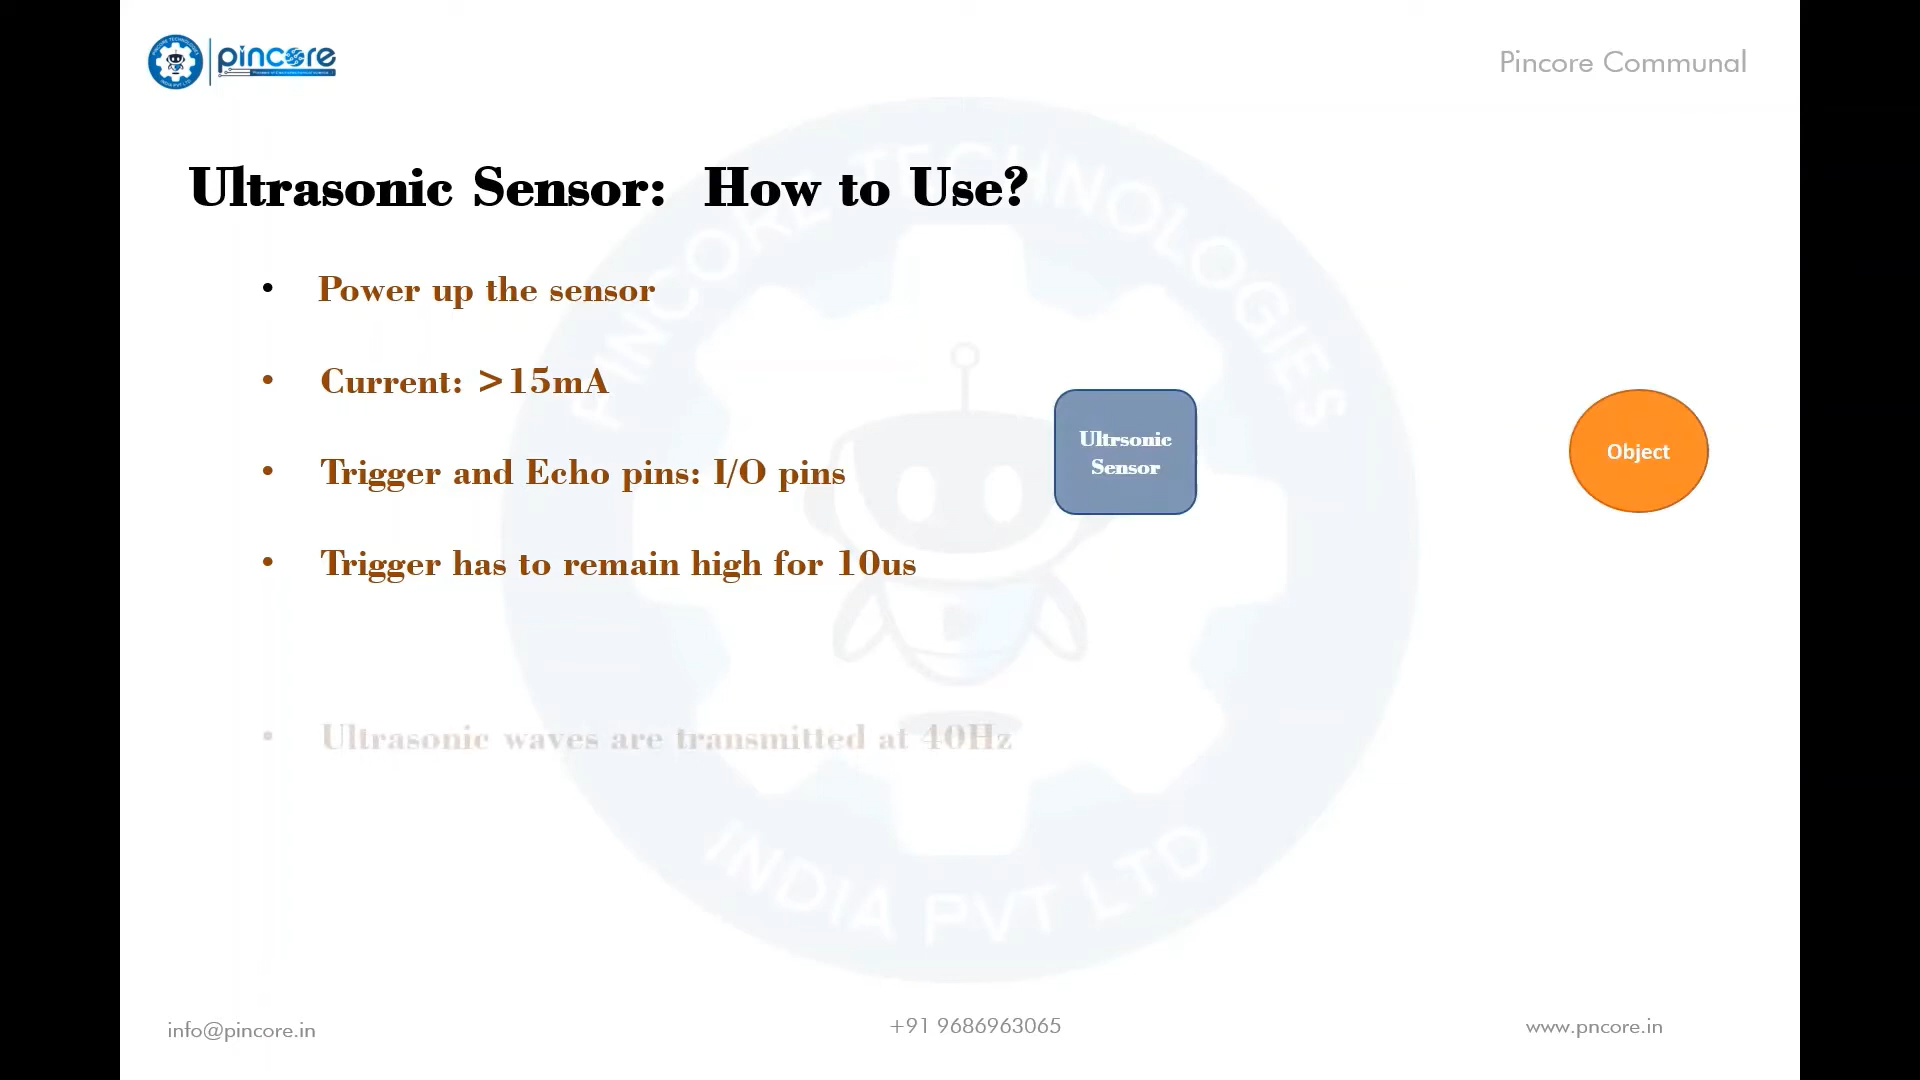 pincore
Pincore Communal
Ultrasonic Sensor: How to Use?
• Power up the sensor
• Current: >15mA
• Trigger and Echo pins: I/O pins
• Trigger has to remain high for 10us
• Ultrasonic waves are transmitted at 40Hz
Ultrsonic
Sensor
Object
PINCORE TECHNOLOGIES
INDIA PVT LTD
info@pincore.in
+91 9686963065
www.pncore.in